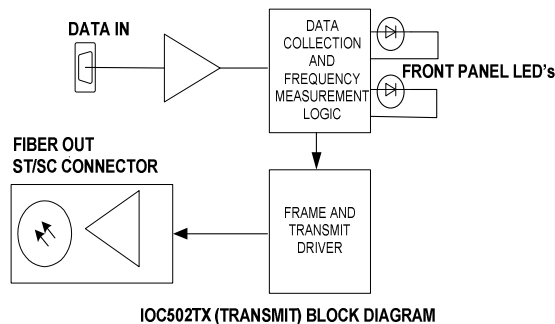 DATA IN
DATA
COLLECTION
AND
FREQUENCY
MEASUREMENT
LOGIC
FRONT PANEL LED's
FIBER OUT
ST/SC CONNECTOR
FRAME AND
TRANSMIT
DRIVER
IOC502TX (TRANSMIT) BLOCK DIAGRAM